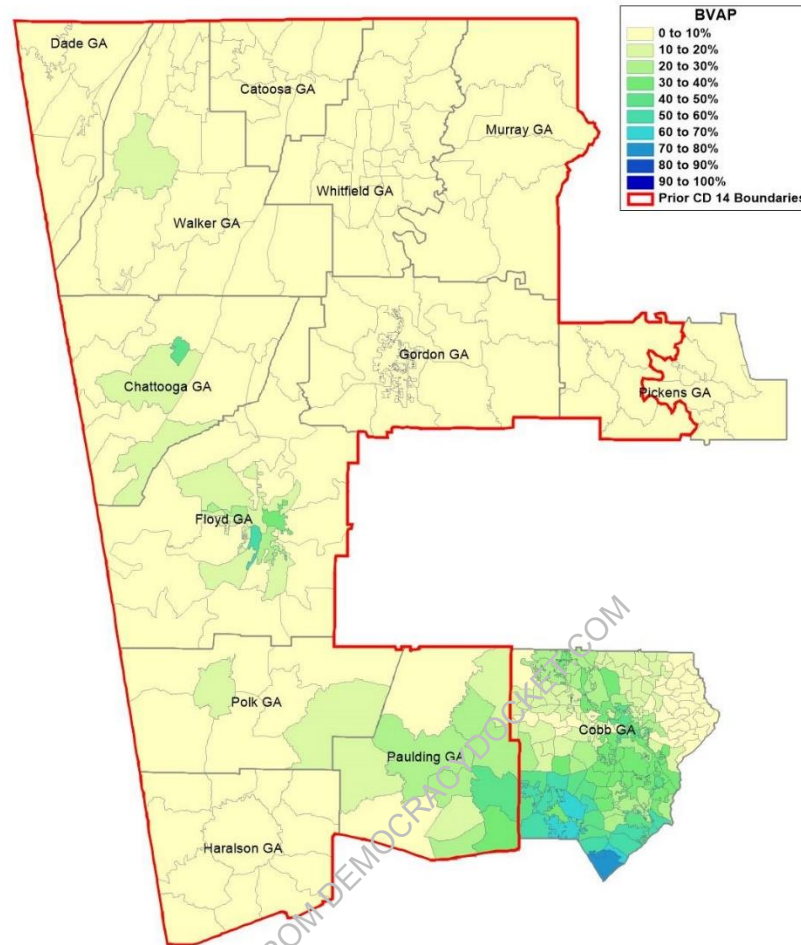 BVAP
0 to 10%
10 to 20%
20 to 30%
30 to 40%
40 to 50%
50 to 60%
60 to 70%
70 to 80%
80 to 90%
90 to 100%
Prior CD 14 Boundaries
Dade GA
Catoosa GA
Murray GA
Whitfield GA
Walker GA
Gordon GA
Chattooga GA
Pickens GA
Floyd GA
Polk GA
Cobb GA
Paulding GA
Haralson GA
OM DEMOCRACYDOCKET.COM